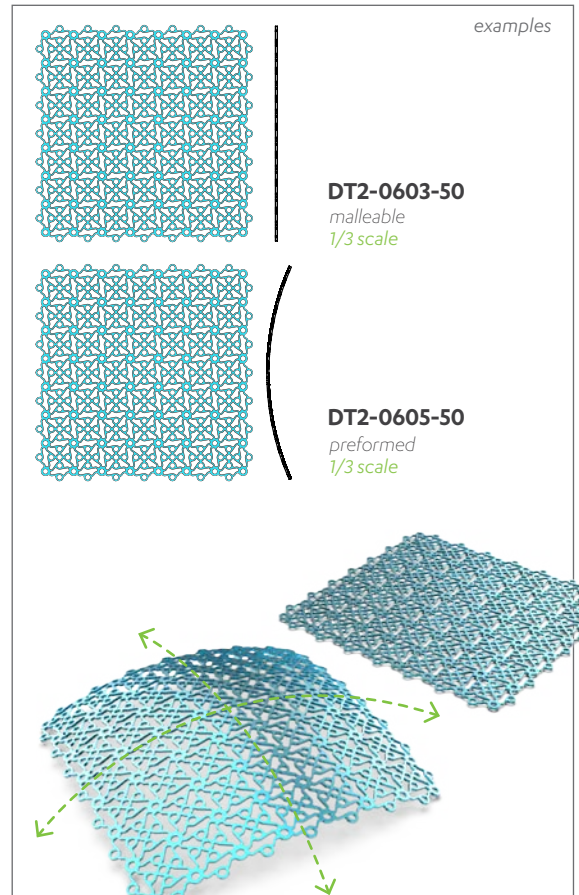 examples
DT2-0603-50
malleable
1/3 scale
DT2-0605-50
preformed
1/3 scale